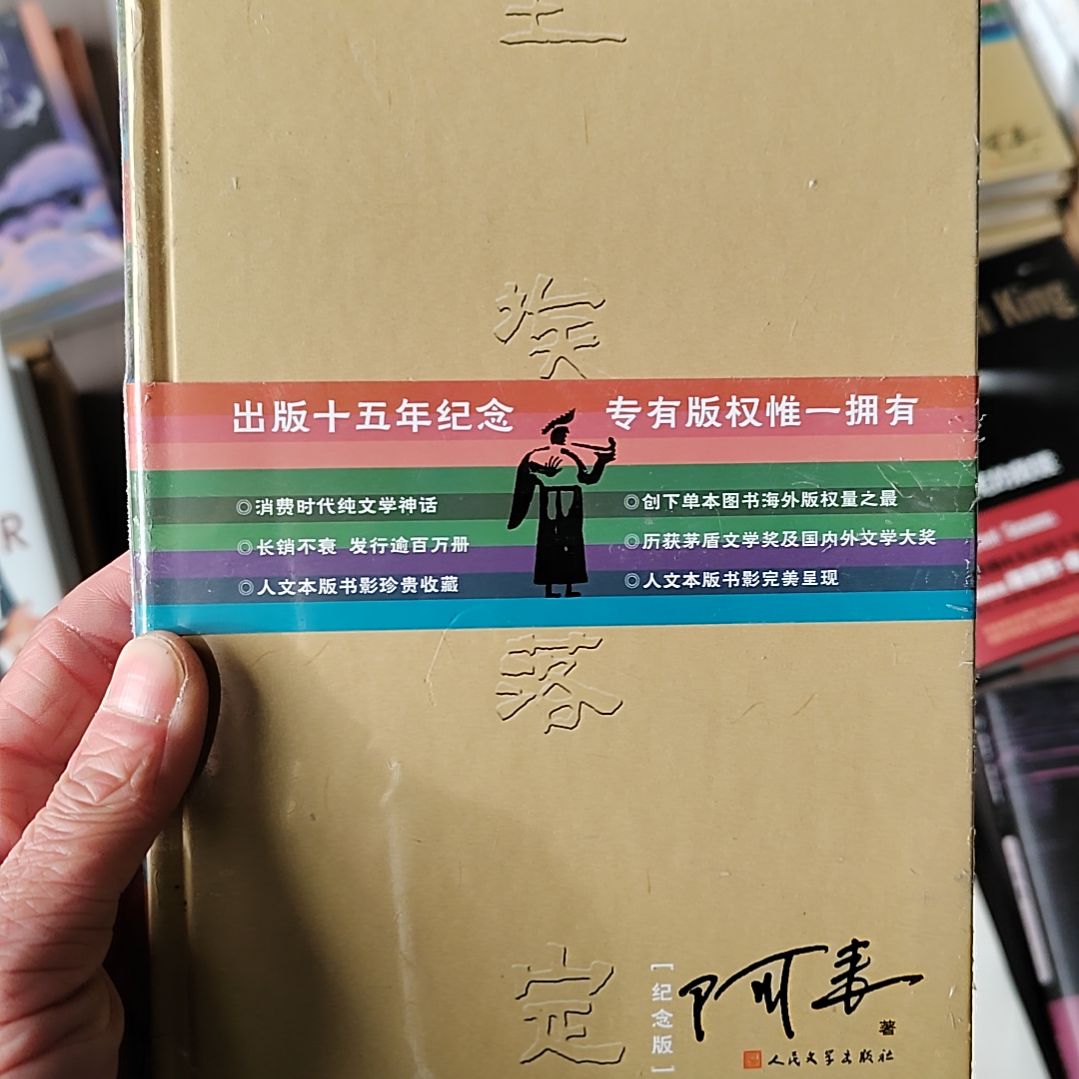 尘
埃
落
定
出版十五年纪念
专有版权惟一拥有
◎消费时代纯文学神话
◎长销不衰 发行逾百万册
◎人文本版书影珍贵收藏
◎创下单本图书海外版权量之最
◎历获茅盾文学奖及国内外文学大奖
◎人文本版书影完美呈现
[纪念版]
阿来
著
人民文学出版社
King
R